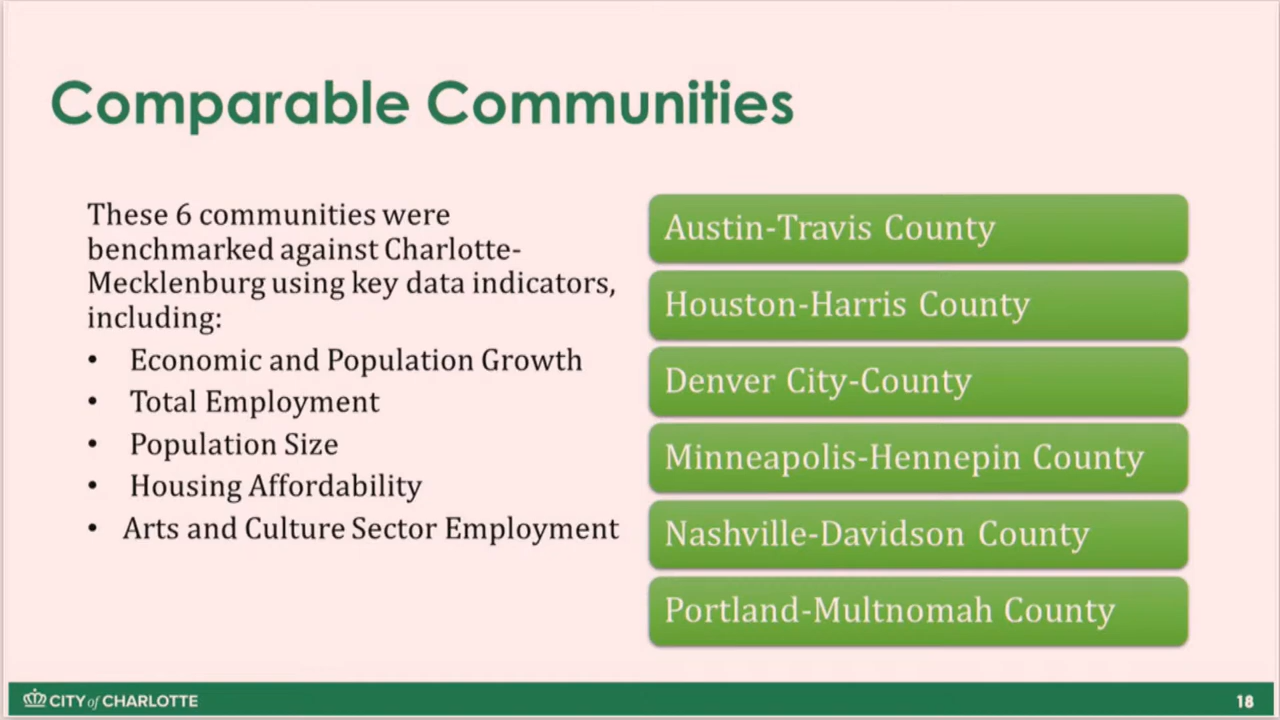 Comparable Communities
These 6 communities were
benchmarked against Charlotte-
Mecklenburg using key data indicators,
including:
• Economic and Population Growth
• Total Employment
• Population Size
• Housing Affordability
• Arts and Culture Sector Employment
Austin-Travis County
Houston-Harris County
Denver City-County
Minneapolis-Hennepin County
Nashville-Davidson County
Portland-Multnomah County
CITY of CHARLOTTE
18